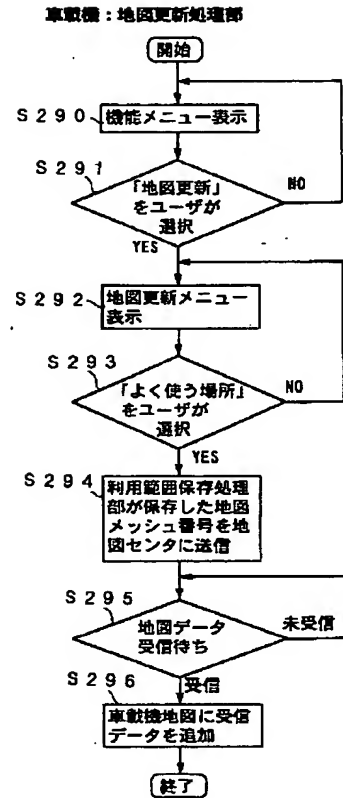 車載機：地図更新処理部
開始
S290
機能メニュー表示
S291
「地図更新」
をユーザが
選択
NO
YES
S292
地図更新メニュー
表示
S293
「よく使う場所」
をユーザが
選択
NO
YES
S294
利用範囲保存処理
部が保存した地図
メッシュ番号を地
図センタに送信
S295
地図データ
受信待ち
未受信
受信
S296
車載機地図に受信
データを追加
終了